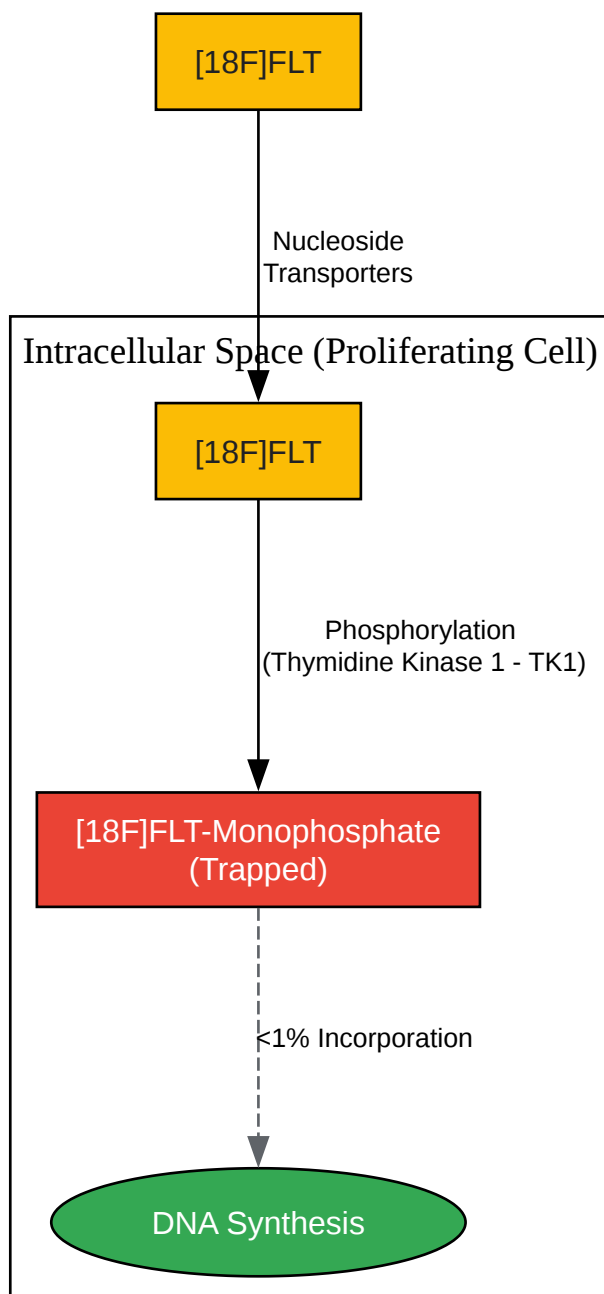 [18F]FLT
Nucleoside
Transporters
Intracellular Space (Proliferating Cell)
[18F]FLT
Phosphorylation
(Thymidine Kinase 1 - TK1)
[18F]FLT-Monophosphate
(Trapped)
<1% Incorporation
DNA Synthesis